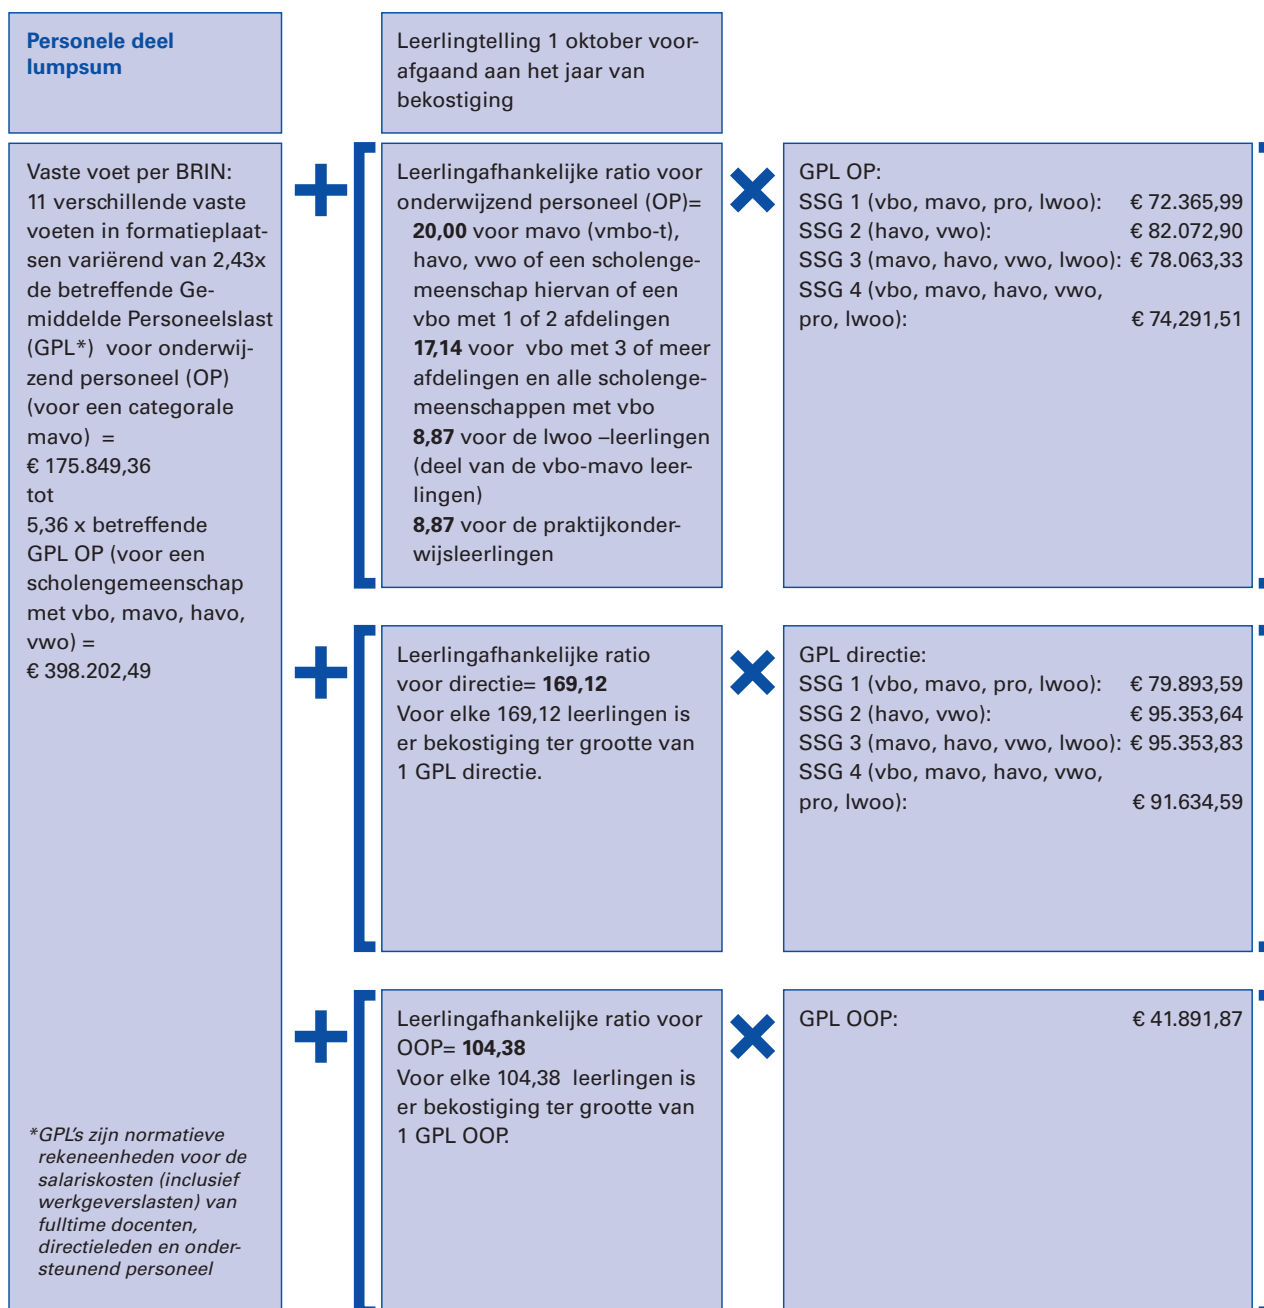 Personele deel
lumpsum
Leerlingtelling 1 oktober voor-
afgaand aan het jaar van
bekostiging
Vaste voet per BRIN:
11 verschillende vaste
voeten in formatieplaat-
sen variërend van 2,43x
de betreffende Ge-
middelde Personeelslast
(GPL*) voor onderwij-
zend personeel (OP)
(voor een categorale
mavo) =
€ 175.849,36
tot
5,36 x betreffende
GPL OP (voor een
scholengemeenschap
met vbo, mavo, havo,
vwo) =
€ 398.202,49
*GPL’s zijn normatieve
rekeneenheden voor de
salariskosten (inclusief
werkgeverslasten) van
fulltime docenten,
directieleden en onder-
steunend personeel
+
Leerlingafhankelijke ratio voor
onderwijzend personeel (OP)=
20,00 voor mavo (vmbo-t),
havo, vwo of een scholenge-
meenschap hiervan of een
vbo met 1 of 2 afdelingen
17,14 voor vbo met 3 of meer
afdelingen en alle scholenge-
meenschappen met vbo
8,87 voor de lwoo –leerlingen
(deel van de vbo-mavo leer-
lingen)
8,87 voor de praktijkonder-
wijsleerlingen
×
GPL OP:
SSG 1 (vbo, mavo, pro, lwoo): € 72.365,99
SSG 2 (havo, vwo): € 82.072,90
SSG 3 (mavo, havo, vwo, lwoo): € 78.063,33
SSG 4 (vbo, mavo, havo, vwo,
pro, lwoo): € 74,291,51
+
Leerlingafhankelijke ratio
voor directie= 169,12
Voor elke 169,12 leerlingen is
er bekostiging ter grootte van
1 GPL directie.
×
GPL directie:
SSG 1 (vbo, mavo, pro, lwoo): € 79.893,59
SSG 2 (havo, vwo): € 95.353,64
SSG 3 (mavo, havo, vwo, lwoo): € 95.353,83
SSG 4 (vbo, mavo, havo, vwo,
pro, lwoo): € 91.634,59
+
Leerlingafhankelijke ratio voor
OOP= 104,38
Voor elke 104,38 leerlingen is
er bekostiging ter grootte van
1 GPL OOP.
×
GPL OOP: € 41.891,87